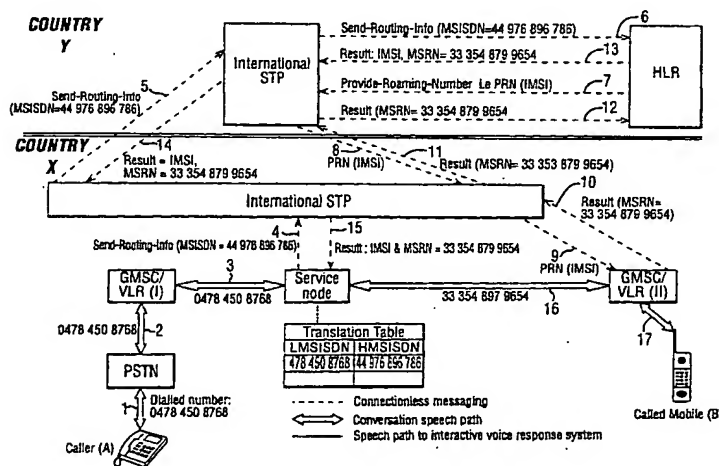 COUNTRY
Y
International
STP
Send-Routing-Info (MSISDN=44 976 896 786)
6
Result: IMSI, MSRN= 33 354 879 9654
13
Provide-Roaming-Number i.e PRN (IMSI)
7
Result (MSRN= 33 354 879 9654)
12
HLR
5
Send-Routing-Info
(MSISDN=44 976 896 786)
14
COUNTRY
X
Result = IMSI,
MSRN = 33 354 879 9654
8
PRN (IMSI)
11
Result (MSRN= 33 353 879 9654)
International STP
10
Result (MSRN=
33 354 879 9654)
4
15
Send-Routing-Info (MSISDN = 44 976 896 786)
Result : IMSI & MSRN = 33 354 879 9654
9
PRN (IMSI)
GMSC/
VLR (I)
3
0478 450 8768
Service
node
33 354 897 9654
16
GMSC/
VLR (II)
0478 450 8768
2
17
Translation Table
LMSISDN HMSISDN
478 450 8768 44 976 896 786
PSTN
1
Dialled number:
0478 450 8768
Caller (A)
Connectionless messaging
Conversation speech path
Speech path to interactive voice response system
Called Mobile (B)